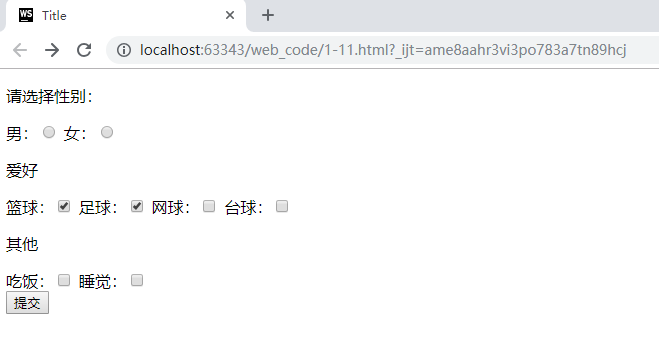 WS Title
localhost:63343/web_code/1-11.html?_ijt=ame8aahr3vi3po783a7tn89hcj
请选择性别：
男： 女：
爱好
篮球： 足球： 网球： 台球：
其他
吃饭： 睡觉：
提交